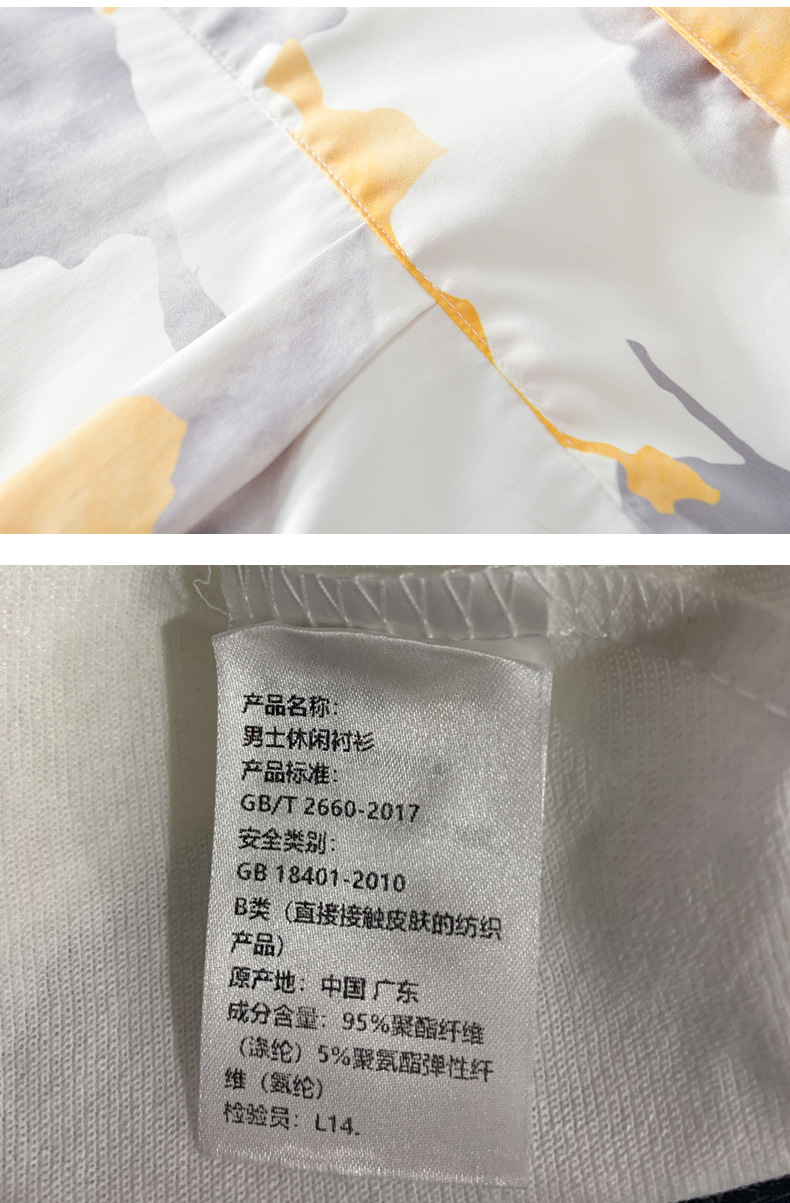 产品名称：
男士休闲衬衫
产品标准：
GB/T 2660-2017
安全类别：
GB 18401-2010
B类（直接接触皮肤的纺织
产品）
原产地：中国 广东
成分含量：95%聚酯纤维
（涤纶）5%聚氨酯弹性纤
维（氨纶）
检验员：L14.